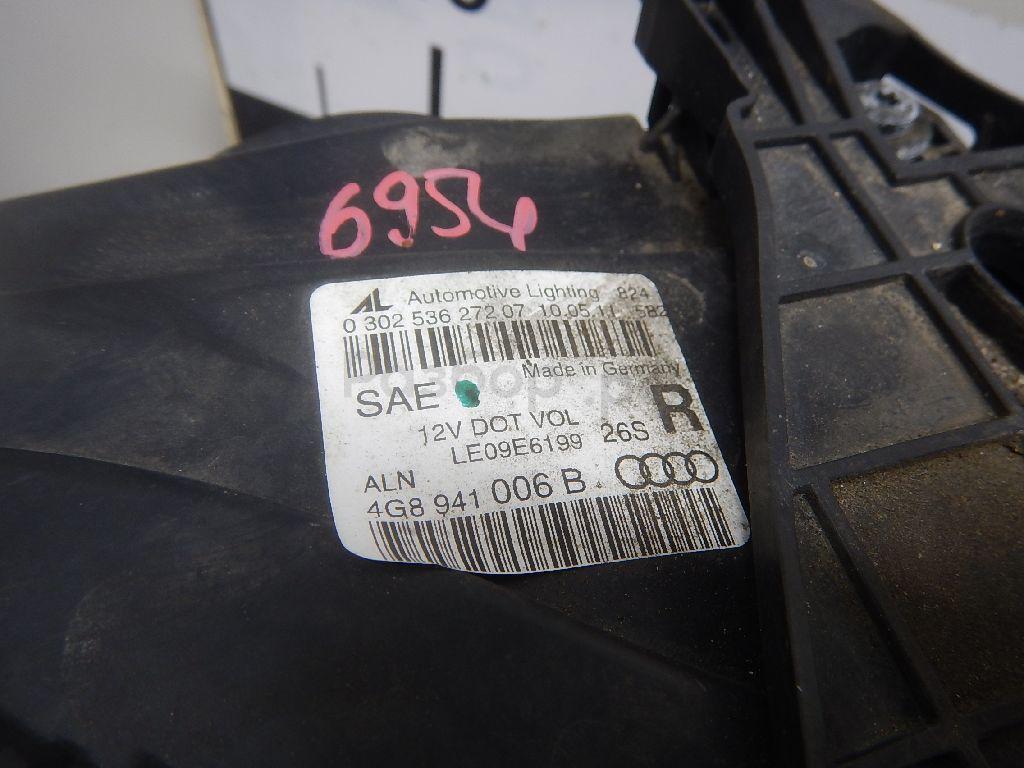 6954
AL Automotive Lighting 824
0 302 536 272 07 10.05.11 582
Made in Germany
SAE R
12V DOT VOL 26S
LE09E6199
ALN
4G8 941 006 B